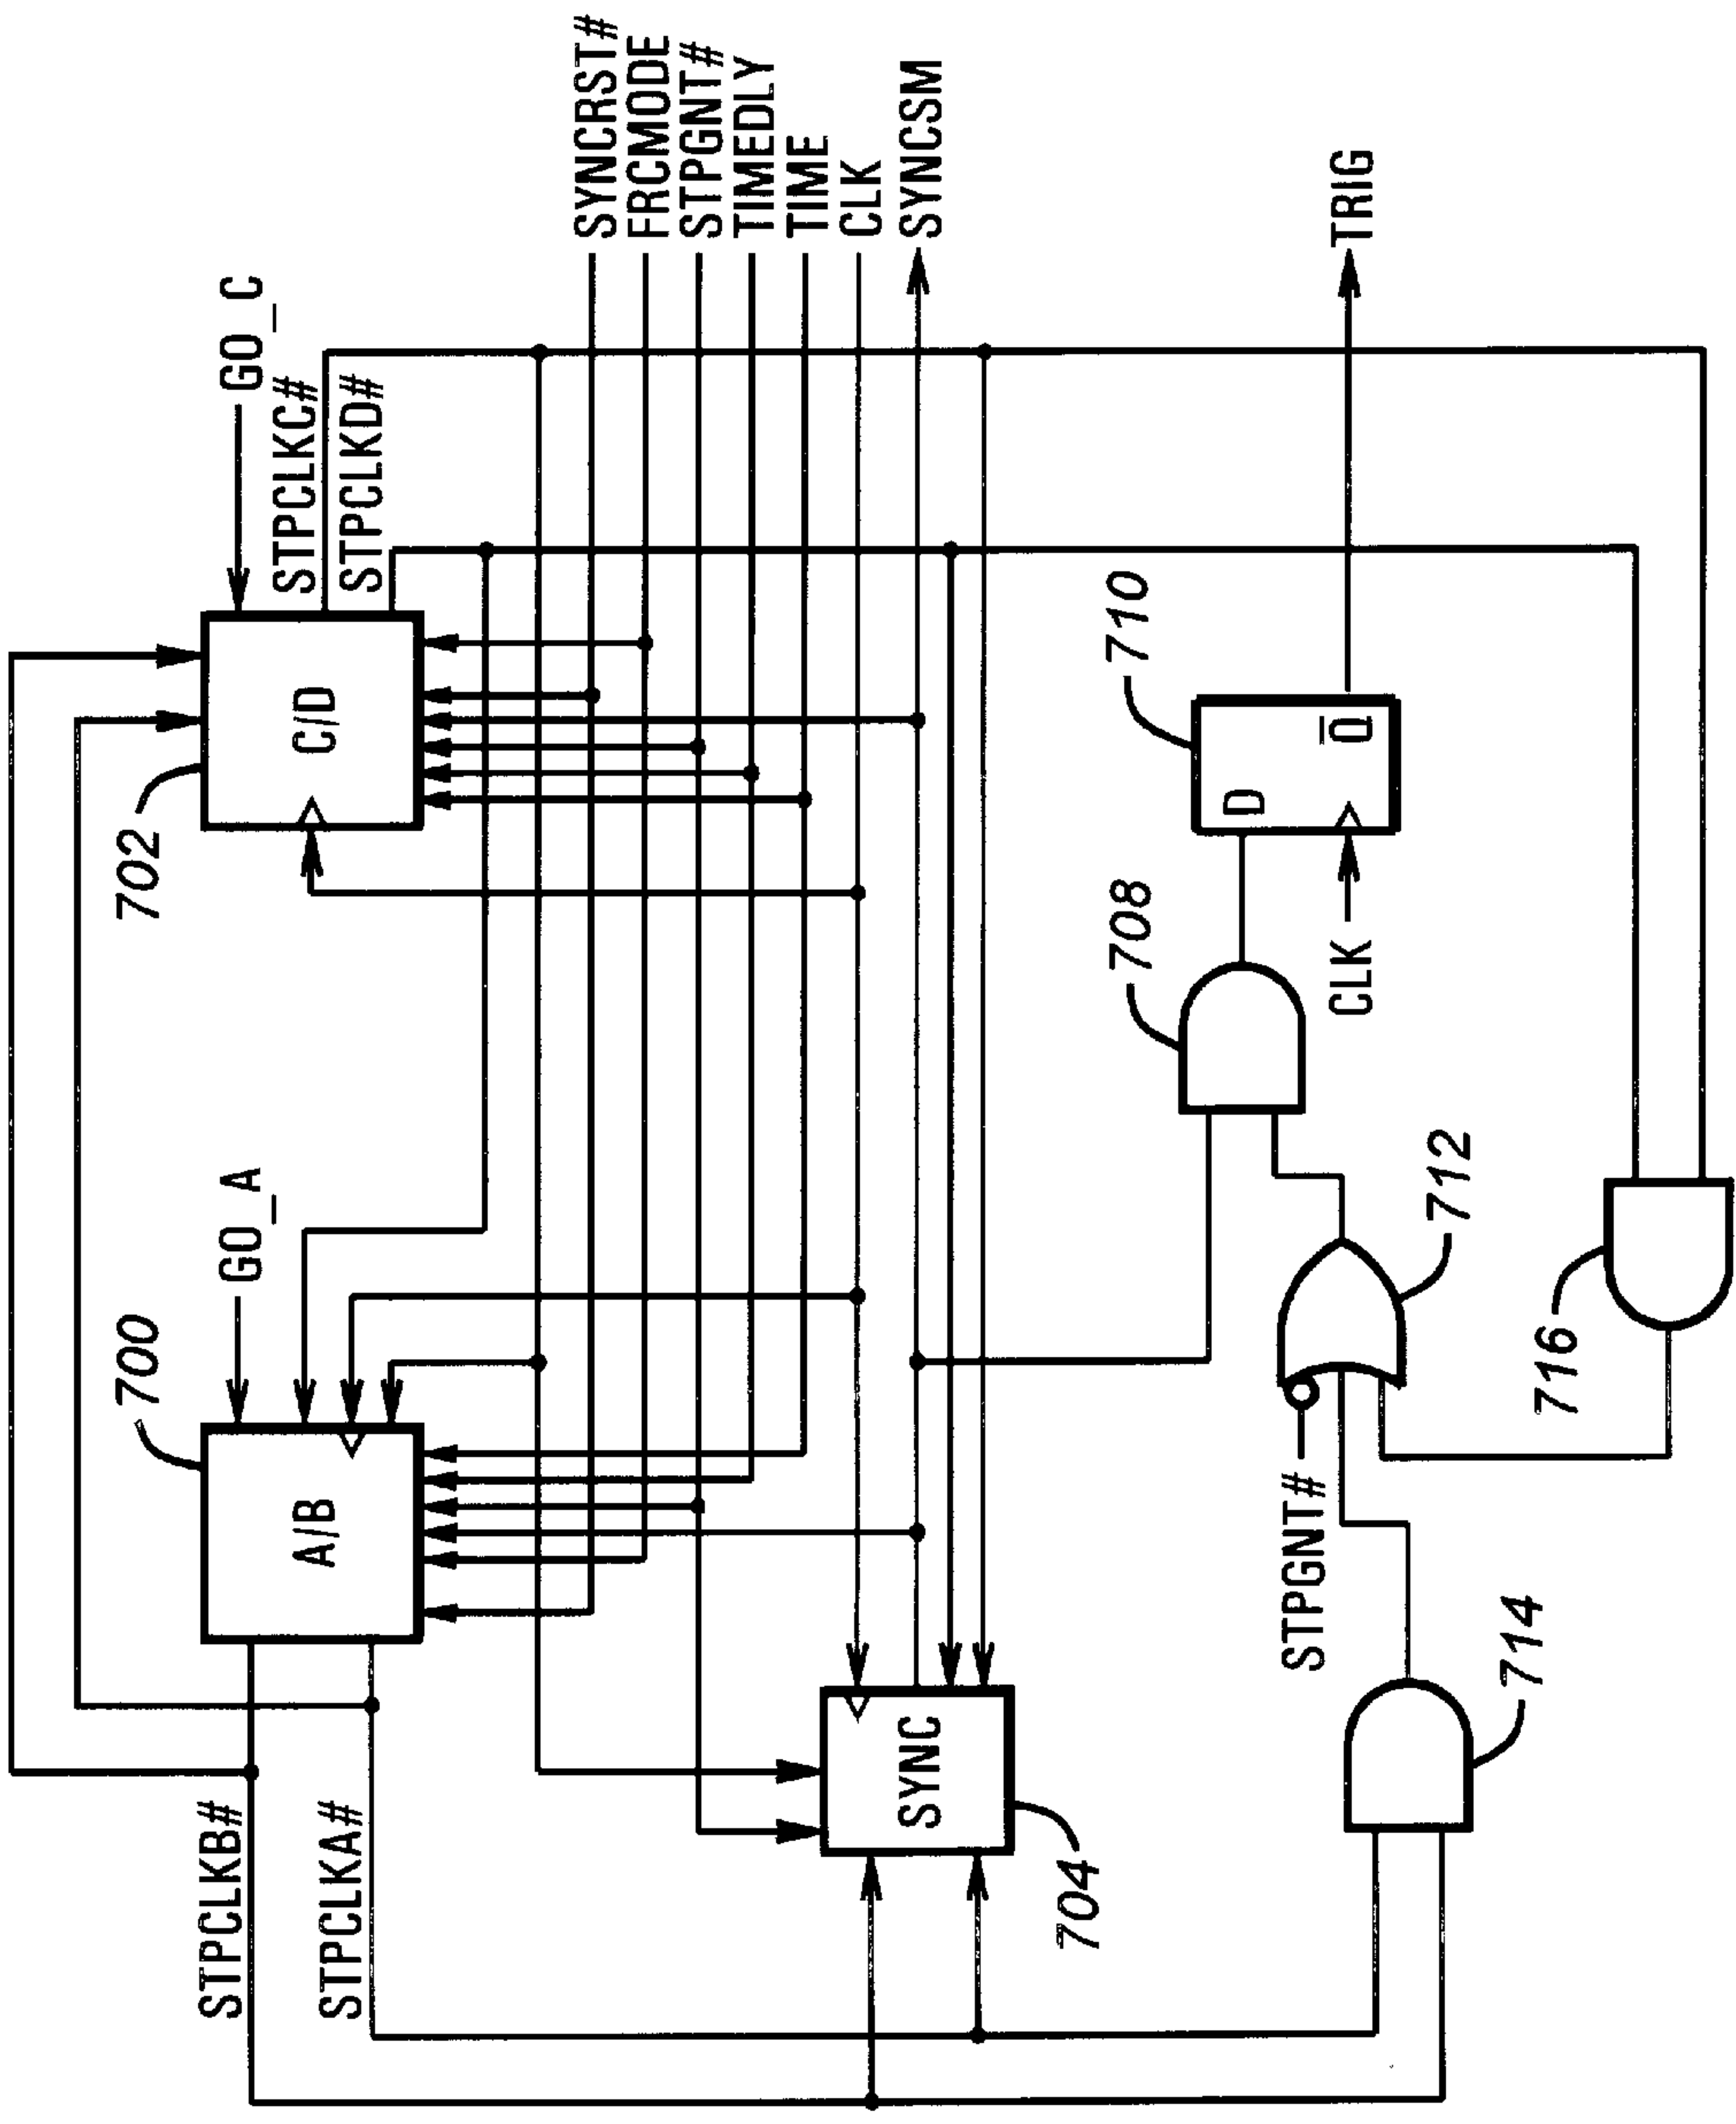 STPCLKB#
STPCLKA#
700
A/B
GO_A
702
C/D
GO_C
STPCLKC#
STPCLKD#
SYNCRST#
FRCMODE
STPGNT#
TIMEDLY
TIME
CLK
SYNCSM
SYNC
704
STPGNT#
714
712
716
708
CLK
710
D
Q̅
TRIG